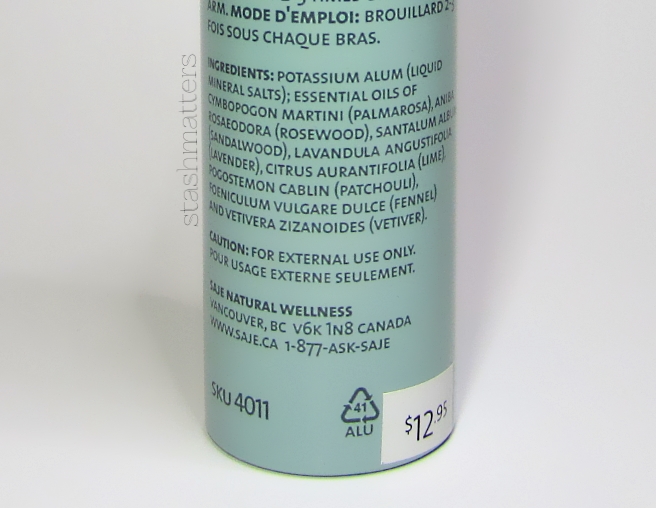 ARM. MODE D'EMPLOI: BROUILLARD 2-3
FOIS SOUS CHAQUE BRAS.
INGREDIENTS: POTASSIUM ALUM (LIQUID
MINERAL SALTS); ESSENTIAL OILS OF
CYMBOPOGON MARTINI (PALMAROSA), ANIBA
ROSAEODORA (ROSEWOOD), SANTALUM ALBUM
(SANDALWOOD), LAVANDULA ANGUSTIFOLIA
(LAVENDER), CITRUS AURANTIFOLIA (LIME),
POGOSTEMON CABLIN (PATCHOULI),
FOENICULUM VULGARE DULCE (FENNEL)
AND VETIVERA ZIZANOIDES (VETIVER).
CAUTION: FOR EXTERNAL USE ONLY.
POUR USAGE EXTERNE SEULEMENT.
SAJE NATURAL WELLNESS
VANCOUVER, BC V6K 1N8 CANADA
WWW.SAJE.CA 1-877-ASK-SAJE
SKU 4011
41
ALU
$12.95
stashmatters